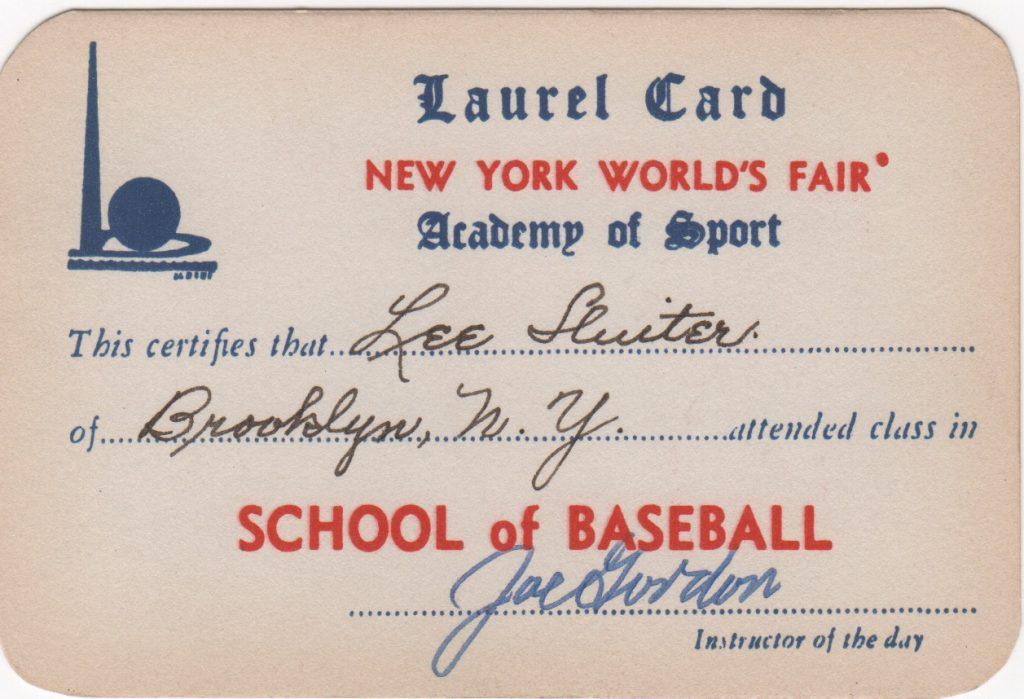 Laurel Card
NEW YORK WORLD'S FAIR
Academy of Sport
This certifies that Lee Sluiter
of Brooklyn, N. Y. attended class in
SCHOOL of BASEBALL
Joe Gordon
Instructor of the day